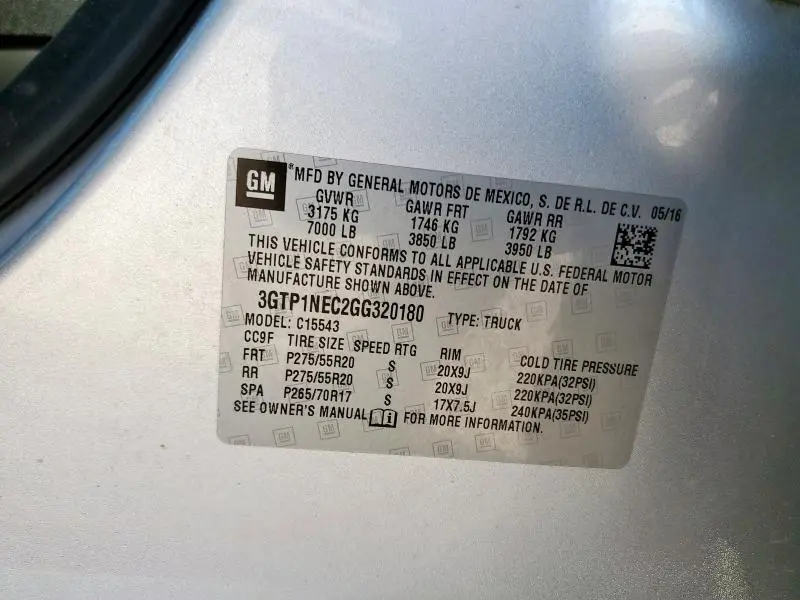 GM
® MFD BY GENERAL MOTORS DE MEXICO, S. DE R.L. DE C.V. 05/16
GVWR GAWR FRT GAWR RR
3175 KG 1746 KG 1792 KG
7000 LB 3850 LB 3950 LB
THIS VEHICLE CONFORMS TO ALL APPLICABLE U.S. FEDERAL MOTOR
VEHICLE SAFETY STANDARDS IN EFFECT ON THE DATE OF
MANUFACTURE SHOWN ABOVE.
3GTP1NEC2GG320180 TYPE: TRUCK
MODEL: C15543
CC9F TIRE SIZE SPEED RTG RIM COLD TIRE PRESSURE
FRT P275/55R20 S 20X9J 220KPA(32PSI)
RR P275/55R20 S 20X9J 220KPA(32PSI)
SPA P265/70R17 S 17X7.5J 240KPA(35PSI)
SEE OWNER'S MANUAL i FOR MORE INFORMATION.